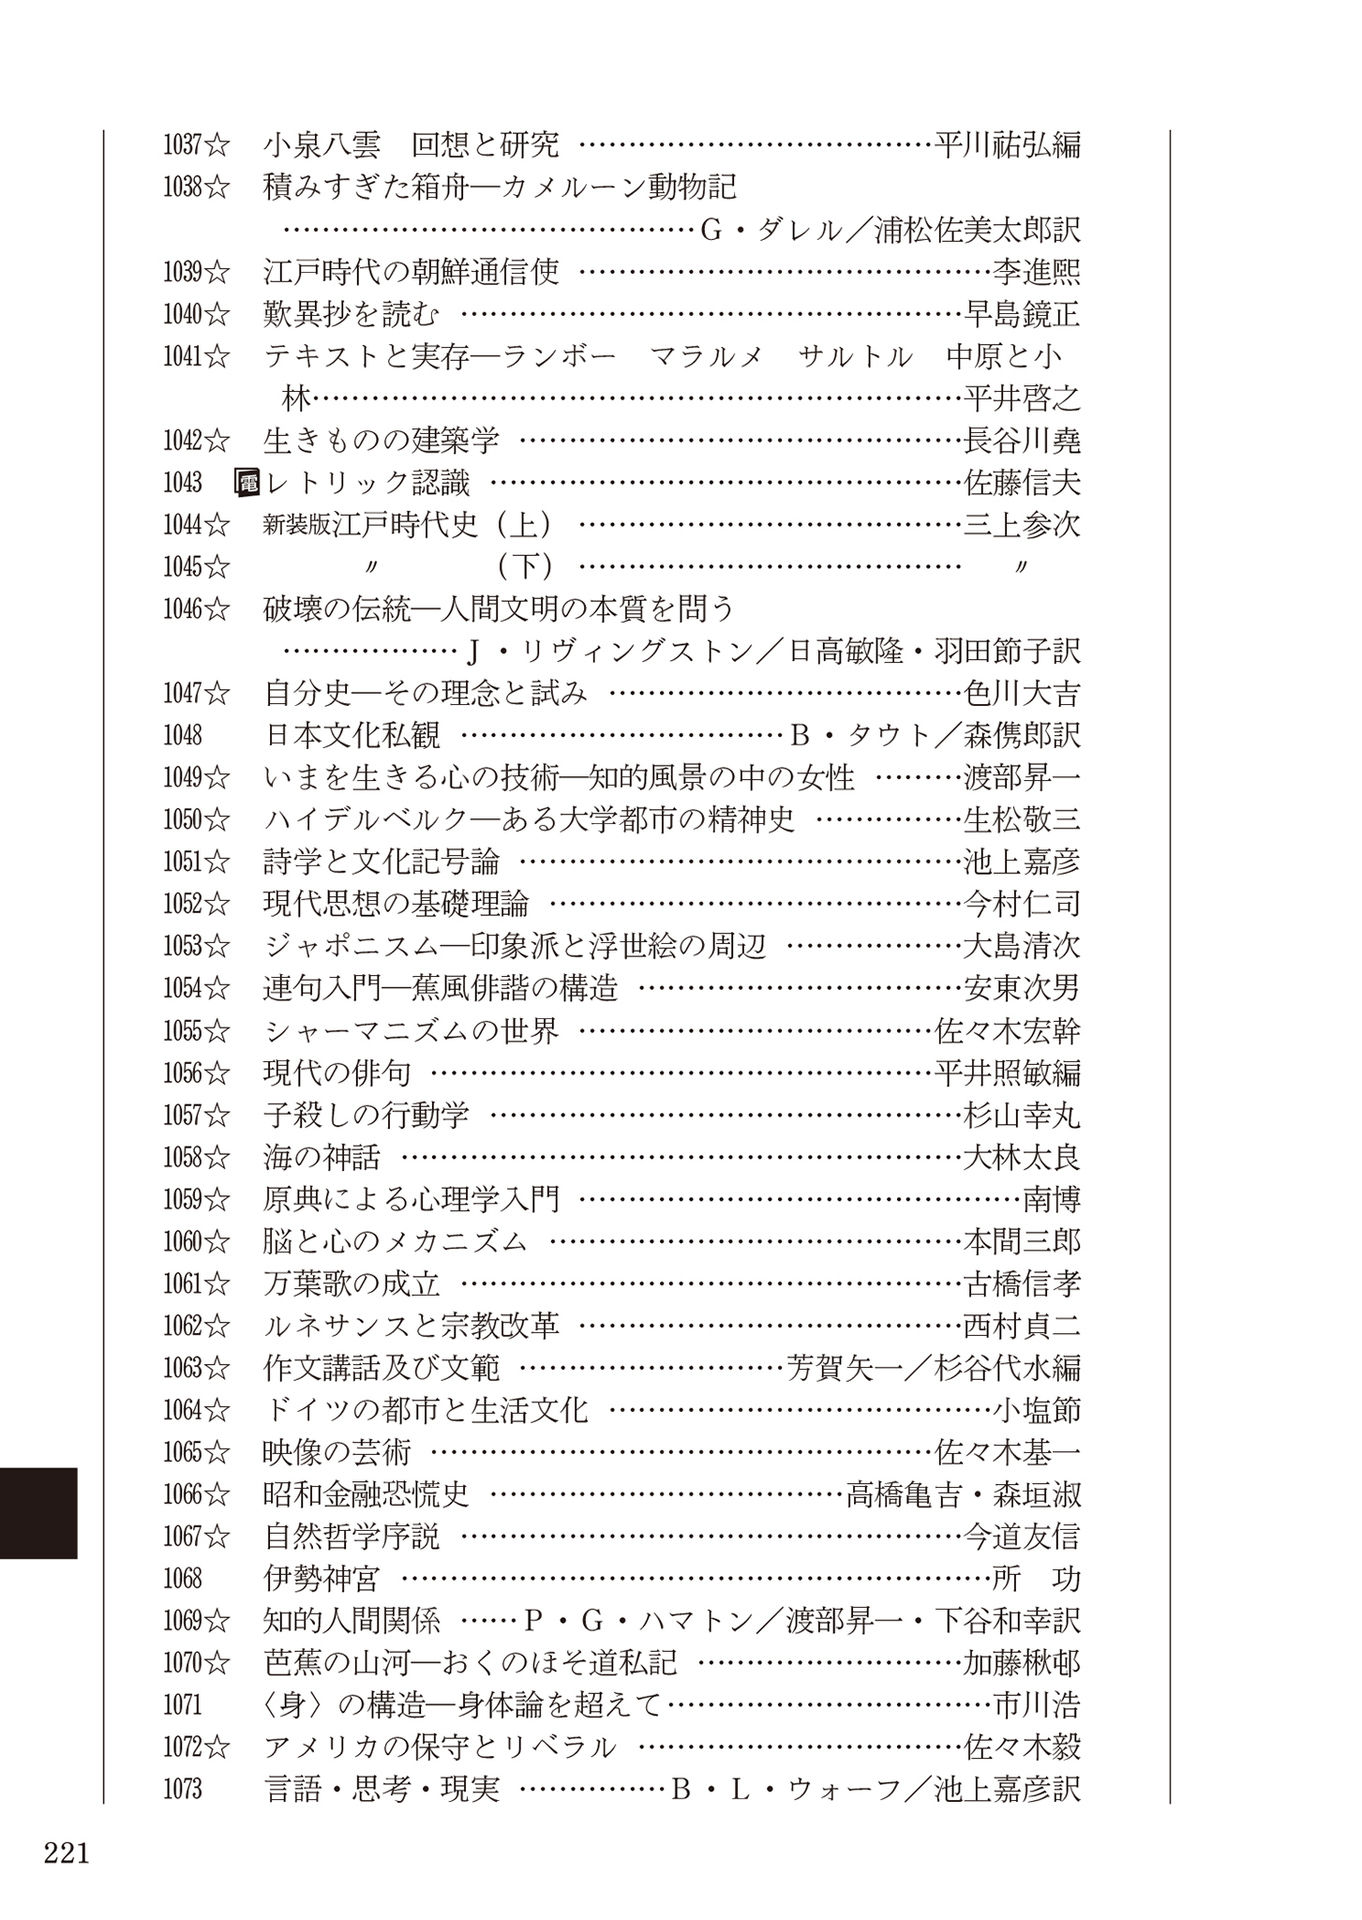 1037☆　小泉八雲　回想と研究 ……………………………平川祐弘編
1038☆　積みすぎた箱舟―カメルーン動物記
……………………………………G・ダレル／浦松佐美太郎訳
1039☆　江戸時代の朝鮮通信使 …………………………………李進煕
1040☆　歎異抄を読む …………………………………………早島鏡正
1041☆　テキストと実存―ランボー　マラルメ　サルトル　中原と小
林………………………………………………………平井啓之
1042☆　生きものの建築学 ……………………………………長谷川堯
1043　電レトリック認識 ………………………………………佐藤信夫
1044☆　新装版江戸時代史（上） ………………………………三上参次
1045☆　〃　（下） ………………………………　〃
1046☆　破壊の伝統―人間文明の本質を問う
………………J・リヴィングストン／日高敏隆・羽田節子訳
1047☆　自分史―その理念と試み ……………………………色川大吉
1048　日本文化私観 …………………………B・タウト／森儁郎訳
1049☆　いまを生きる心の技術―知的風景の中の女性 ………渡部昇一
1050☆　ハイデルベルク―ある大学都市の精神史 ……………生松敬三
1051☆　詩学と文化記号論 ……………………………………池上嘉彦
1052☆　現代思想の基礎理論 …………………………………今村仁司
1053☆　ジャポニスム―印象派と浮世絵の周辺 ………………大島清次
1054☆　連句入門―蕉風俳諧の構造 …………………………安東次男
1055☆　シャーマニズムの世界 ……………………………佐々木宏幹
1056☆　現代の俳句 …………………………………………平井照敏編
1057☆　子殺しの行動学 ………………………………………杉山幸丸
1058☆　海の神話 ………………………………………………大林太良
1059☆　原典による心理学入門 ……………………………………南博
1060☆　脳と心のメカニズム …………………………………本間三郎
1061☆　万葉歌の成立 …………………………………………古橋信孝
1062☆　ルネサンスと宗教改革 ………………………………西村貞二
1063☆　作文講話及び文範 ……………………芳賀矢一／杉谷代水編
1064☆　ドイツの都市と生活文化 ………………………………小塩節
1065☆　映像の芸術 …………………………………………佐々木基一
1066☆　昭和金融恐慌史 ……………………………高橋亀吉・森垣淑
1067☆　自然哲学序説 …………………………………………今道友信
1068　伊勢神宮 …………………………………………………所　功
1069☆　知的人間関係 ……P・G・ハマトン／渡部昇一・下谷和幸訳
1070☆　芭蕉の山河―おくのほそ道私記 ……………………加藤楸邨
1071　〈身〉の構造―身体論を超えて…………………………市川浩
1072☆　アメリカの保守とリベラル …………………………佐々木毅
1073　言語・思考・現実 ……………B・L・ウォーフ／池上嘉彦訳
221